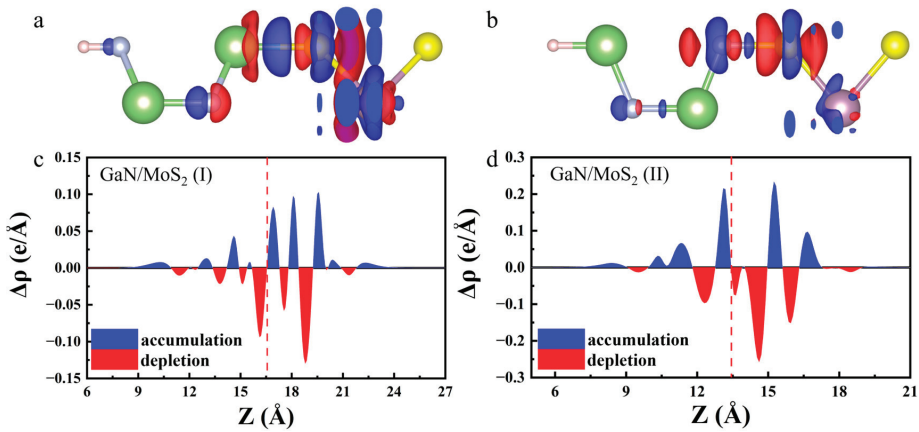 a
b
c
GaN/MoS₂ (I)
Δρ (e/Å)
0.15
0.10
0.05
0.00
−0.05
−0.10
−0.15
accumulation
depletion
6
9
12
15
18
21
24
27
Z (Å)
d
GaN/MoS₂ (II)
Δρ (e/Å)
0.3
0.2
0.1
0.0
−0.1
−0.2
−0.3
accumulation
depletion
6
9
12
15
18
21
Z (Å)